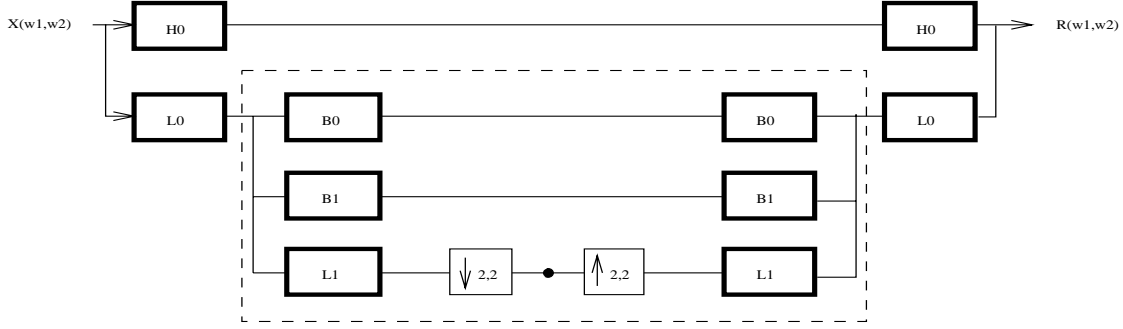 X(w1,w2) H0 H0 R(w1,w2)
L0 B0 B0 L0
B1 B1
L1 2,2 2,2 L1